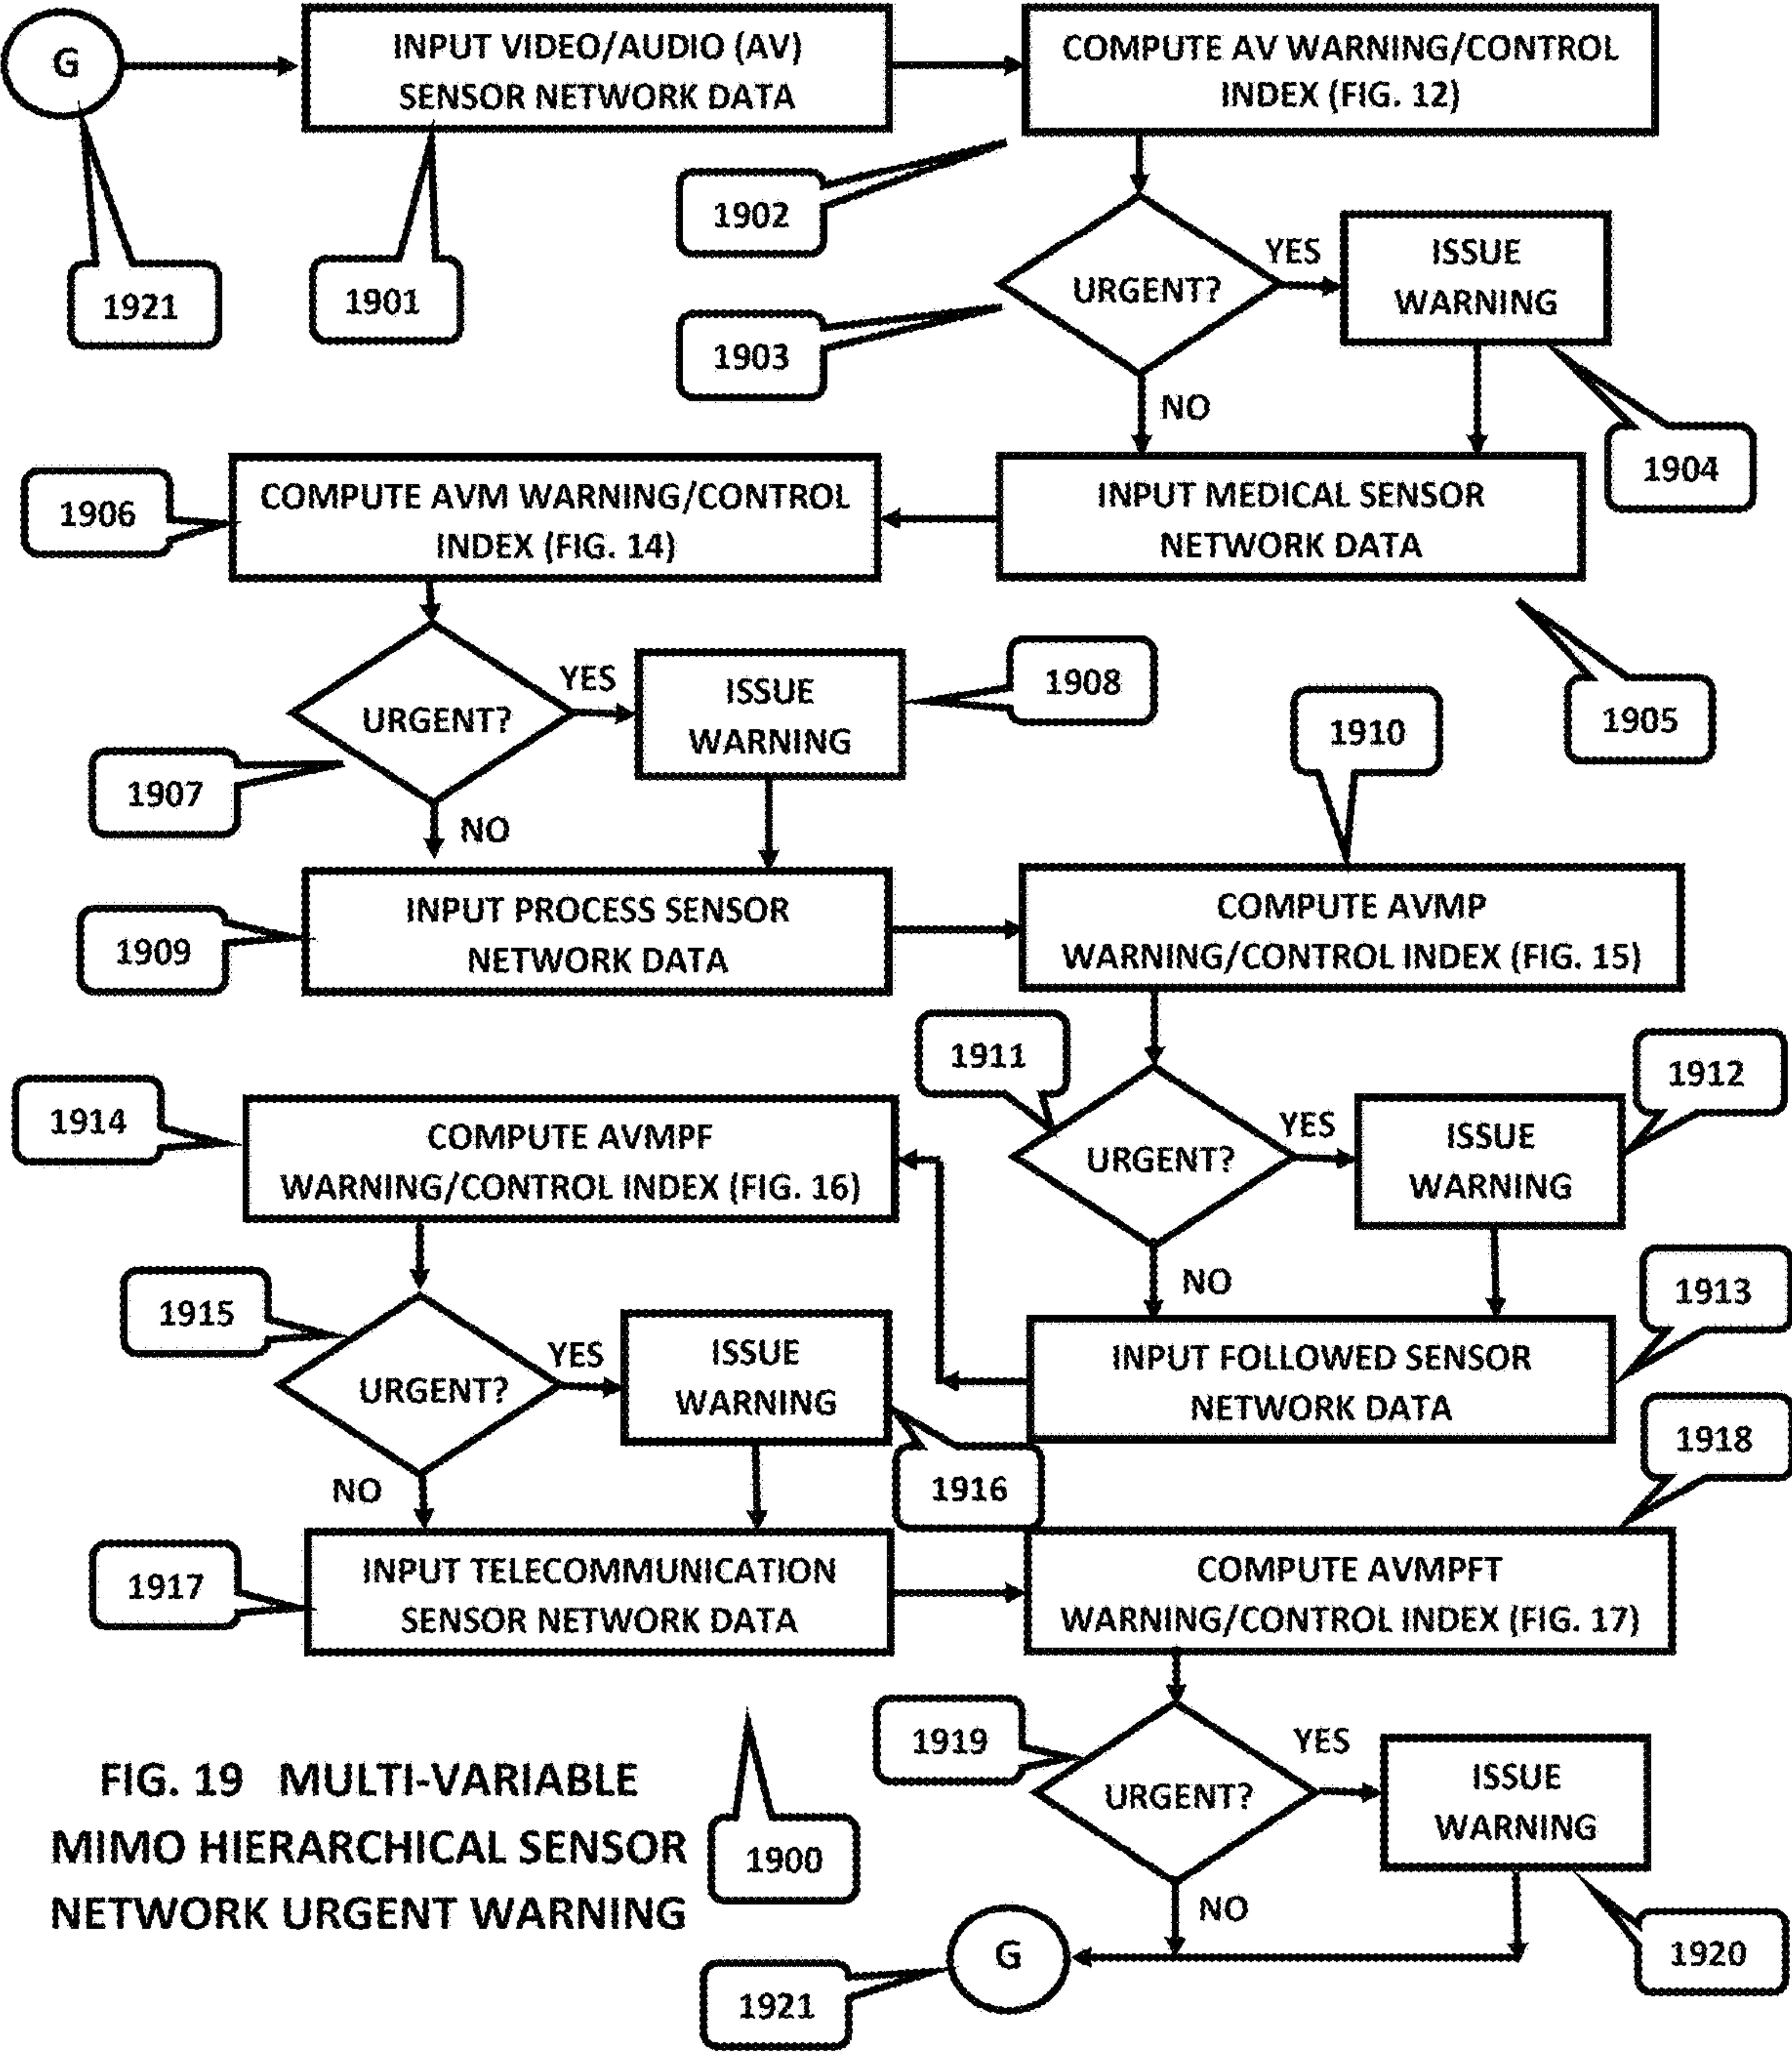 G
INPUT VIDEO/AUDIO (AV)
SENSOR NETWORK DATA
COMPUTE AV WARNING/CONTROL
INDEX (FIG. 12)
1921
1901
1902
1903
URGENT?
YES
ISSUE
WARNING
NO
1904
1906
COMPUTE AVM WARNING/CONTROL
INDEX (FIG. 14)
INPUT MEDICAL SENSOR
NETWORK DATA
1905
URGENT?
YES
ISSUE
WARNING
1908
1907
NO
1910
1909
INPUT PROCESS SENSOR
NETWORK DATA
COMPUTE AVMP
WARNING/CONTROL INDEX (FIG. 15)
1911
URGENT?
YES
ISSUE
WARNING
1912
NO
1914
COMPUTE AVMPF
WARNING/CONTROL INDEX (FIG. 16)
1913
INPUT FOLLOWED SENSOR
NETWORK DATA
1915
URGENT?
YES
ISSUE
WARNING
1916
NO
1918
1917
INPUT TELECOMMUNICATION
SENSOR NETWORK DATA
COMPUTE AVMPFT
WARNING/CONTROL INDEX (FIG. 17)
1919
URGENT?
YES
ISSUE
WARNING
NO
1920
G
1921
FIG. 19 MULTI-VARIABLE
MIMO HIERARCHICAL SENSOR
NETWORK URGENT WARNING
1900